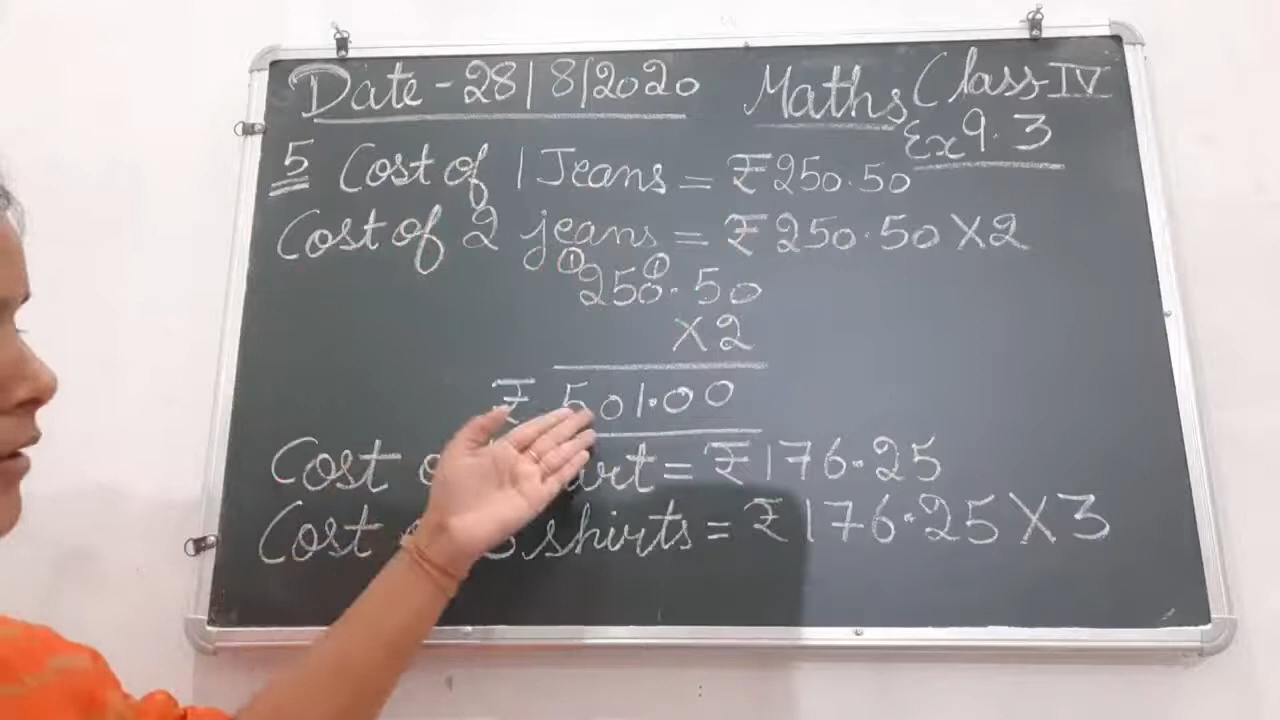 Date - 28/8/2020 Maths Class-IV
Ex 9.3
5 Cost of 1 Jeans = ₹250.50
Cost of 2 jeans = ₹250.50 X2
1 1
250.50
X2
₹ 501.00
Cost = ₹176.25
Cost shirts = ₹176.25 X 3